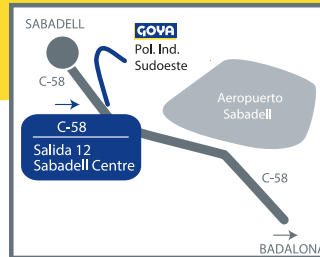 SABADELL
GOYA
Pol. Ind.
Sudoeste
C-58
C-58
Salida 12
Sabadell Centre
Aeropuerto
Sabadell
C-58
BADALONA